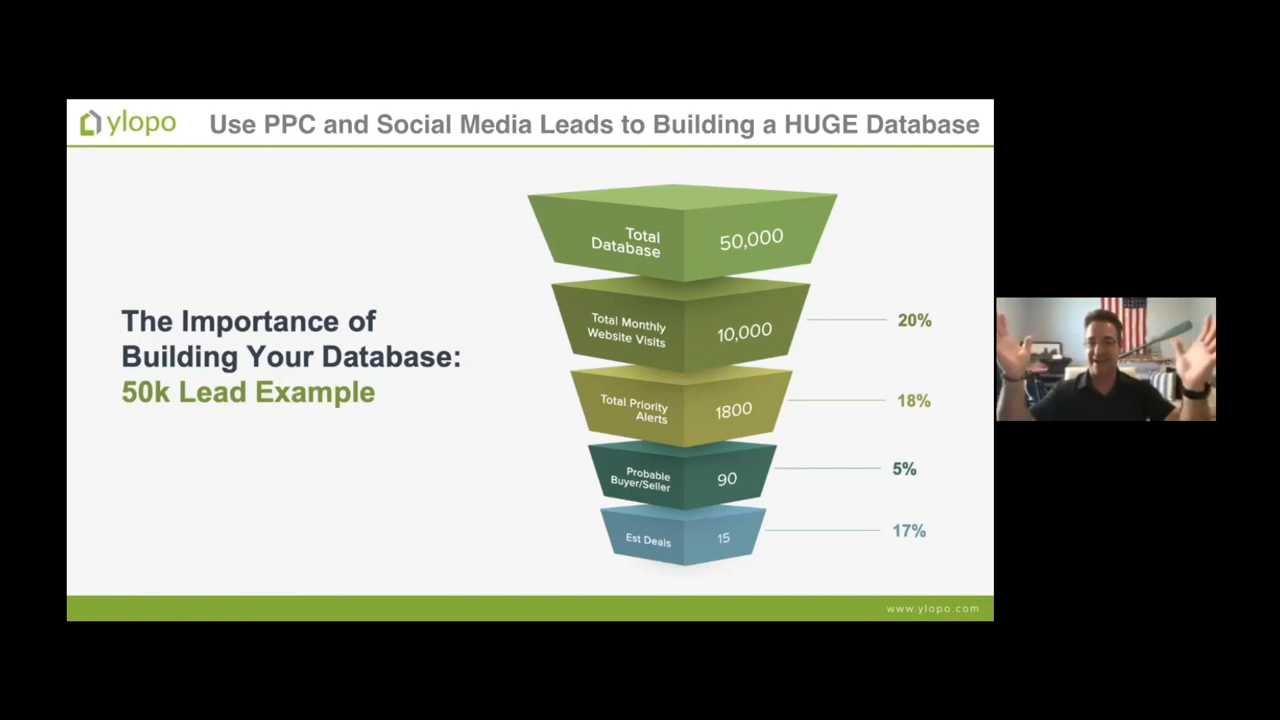 ylopo
Use PPC and Social Media Leads to Building a HUGE Database
The Importance of
Building Your Database:
50k Lead Example
Total
Database
50,000
Total Monthly
Website Visits
10,000
20%
Total Priority
Alerts
1800
18%
Probable
Buyer/Seller
90
5%
Est Deals
15
17%
www.ylopo.com